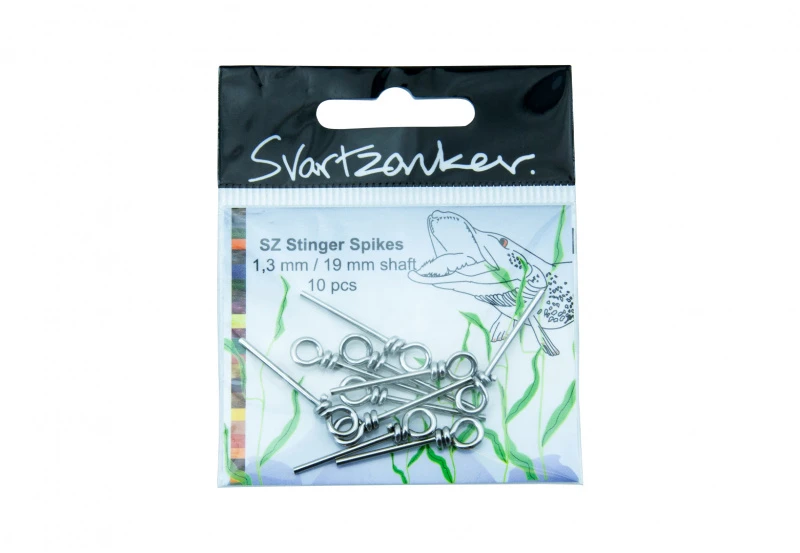 Svartzonker.
SZ Stinger Spikes
1,3 mm / 19 mm shaft
10 pcs